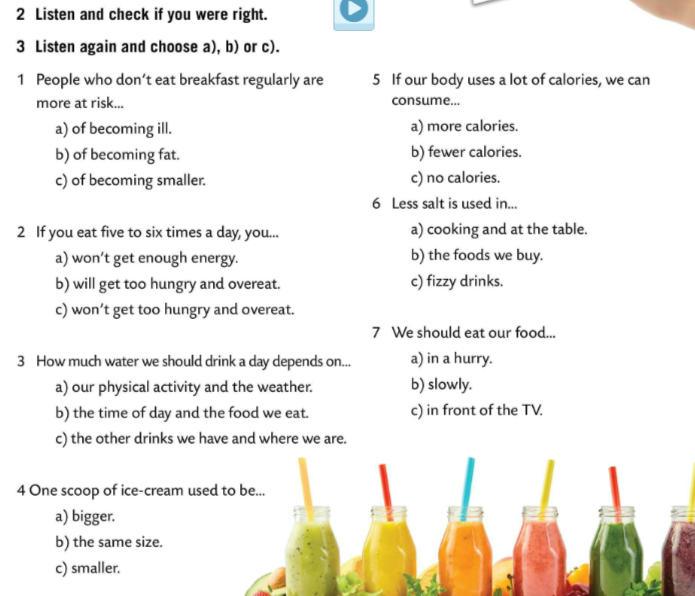 2 Listen and check if you were right.
3 Listen again and choose a), b) or c).
1 People who don't eat breakfast regularly are
more at risk...
a) of becoming ill.
b) of becoming fat.
c) of becoming smaller.
2 If you eat five to six times a day, you...
a) won't get enough energy.
b) will get too hungry and overeat.
c) won't get too hungry and overeat.
3 How much water we should drink a day depends on...
a) our physical activity and the weather.
b) the time of day and the food we eat.
c) the other drinks we have and where we are.
4 One scoop of ice-cream used to be...
a) bigger.
b) the same size.
c) smaller.
5 If our body uses a lot of calories, we can
consume...
a) more calories.
b) fewer calories.
c) no calories.
6 Less salt is used in...
a) cooking and at the table.
b) the foods we buy.
c) fizzy drinks.
7 We should eat our food...
a) in a hurry.
b) slowly.
c) in front of the TV.